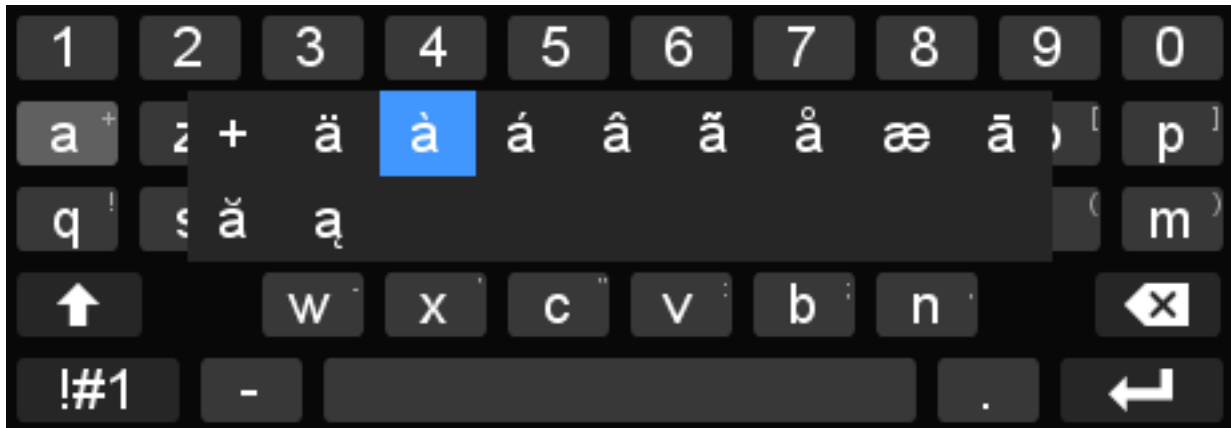 1 2 3 4 5 6 7 8 9 0
a + + ä à á â ã å æ ā [ p ]
q ! ă ą ( m )
w - x ' c " v : b ; n ,
!#1 - .